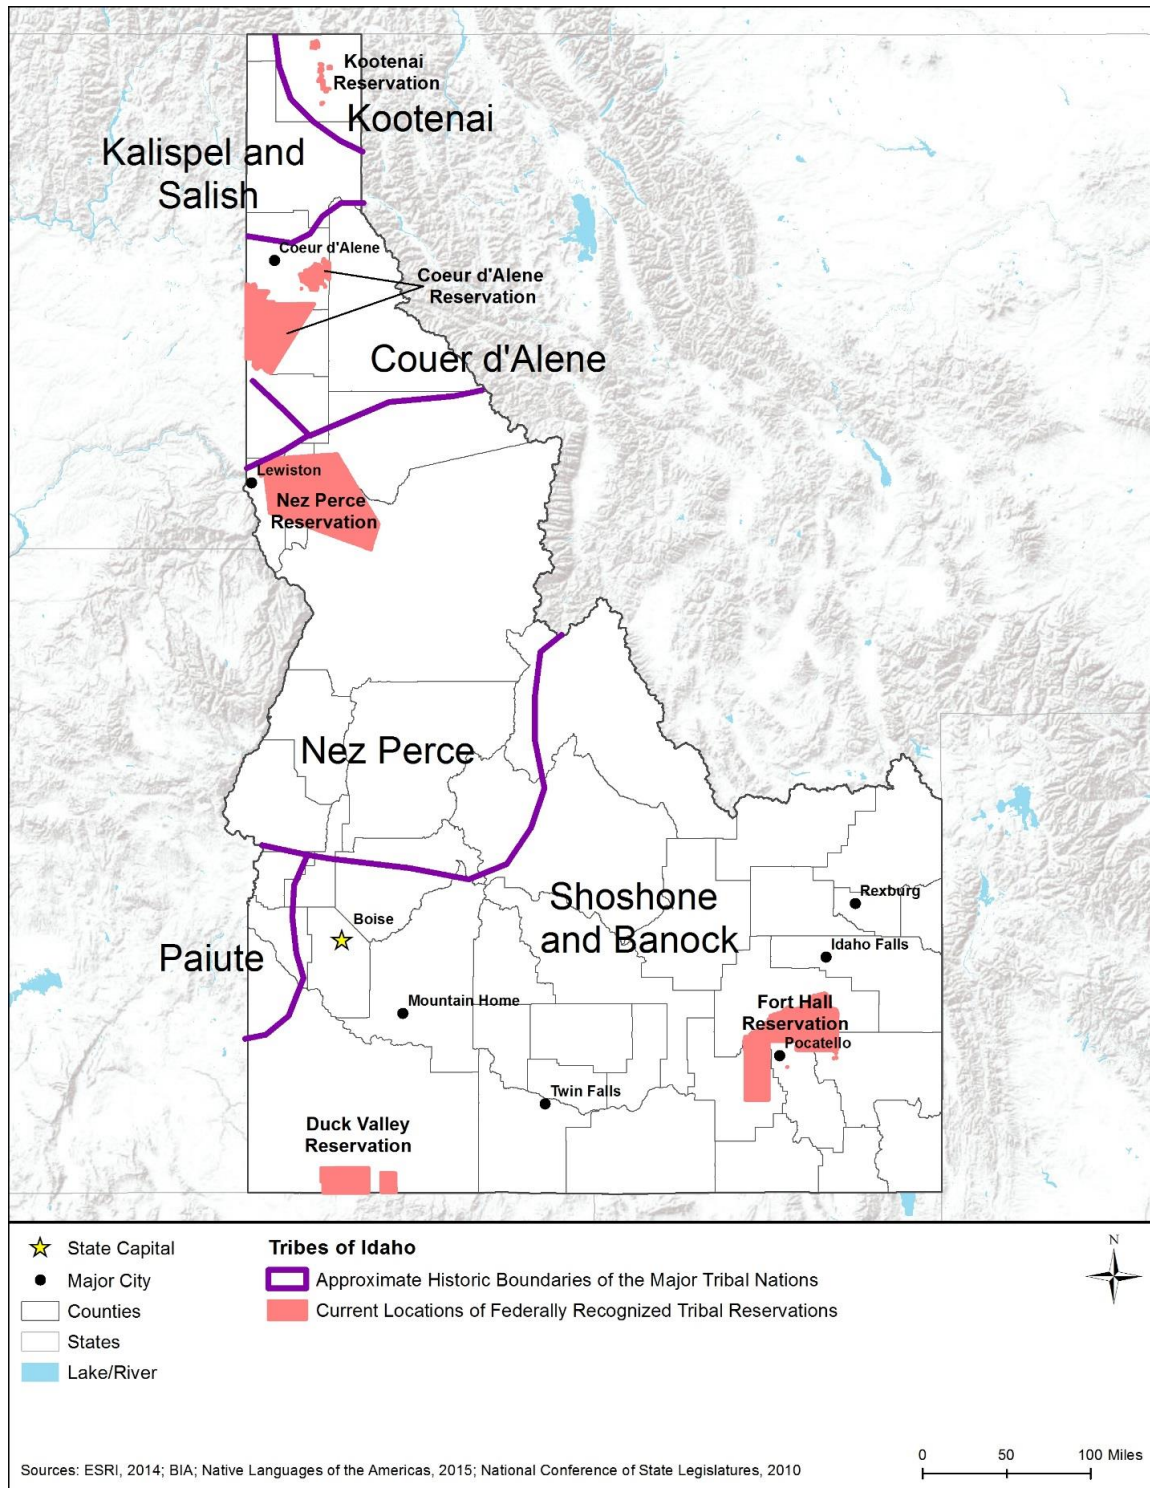 Kootenai
Reservation
Kootenai
Kalispel and
Salish
Coeur d'Alene
Coeur d'Alene
Reservation
Couer d'Alene
Lewiston
Nez Perce
Reservation
Nez Perce
Shoshone
and Banock
Rexburg
Boise
Paiute
Idaho Falls
Mountain Home
Fort Hall
Reservation
Pocatello
Twin Falls
Duck Valley
Reservation
State Capital
Major City
Counties
States
Lake/River
Tribes of Idaho
Approximate Historic Boundaries of the Major Tribal Nations
Current Locations of Federally Recognized Tribal Reservations
N
0 50 100 Miles
Sources: ESRI, 2014; BIA; Native Languages of the Americas, 2015; National Conference of State Legislatures, 2010